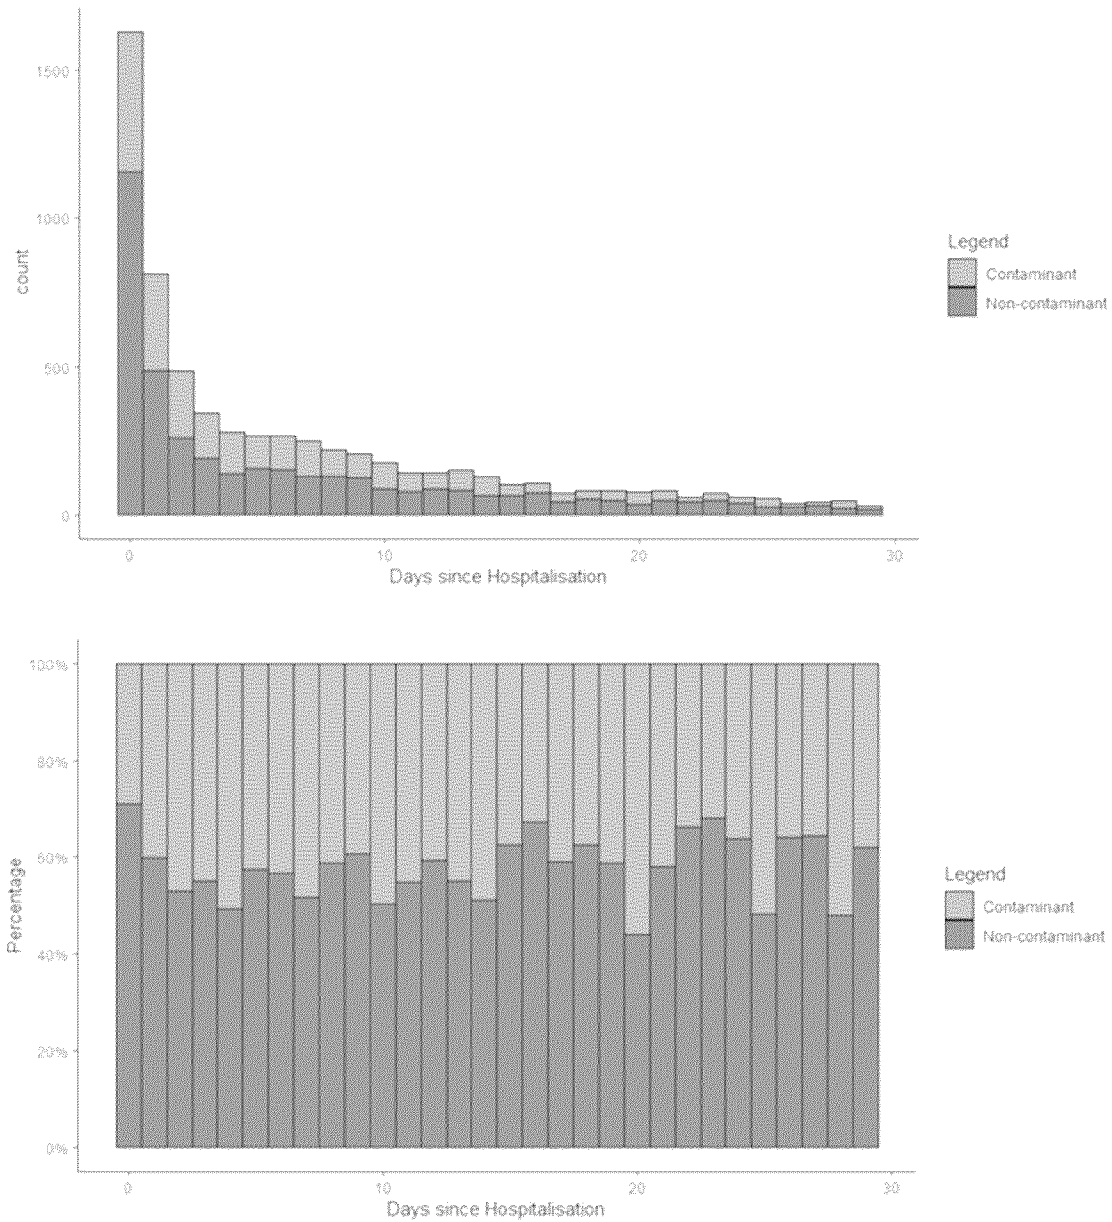 1500
1000
500
0
count
0
10
20
30
Days since Hospitalisation
Legend
Contaminant
Non-contaminant
100%
80%
60%
40%
20%
0%
Percentage
0
10
20
30
Days since Hospitalisation
Legend
Contaminant
Non-contaminant